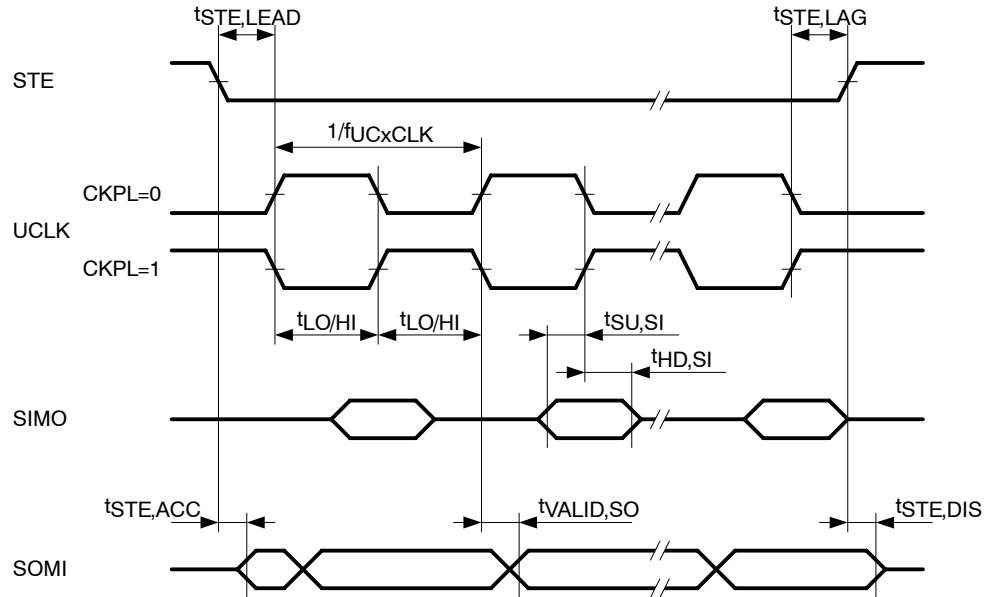 tSTE,LEAD
tSTE,LAG
STE
1/fUCxCLK
CKPL=0
UCLK
CKPL=1
tLO/HI
tLO/HI
tSU,SI
tHD,SI
SIMO
tSTE,ACC
tVALID,SO
tSTE,DIS
SOMI